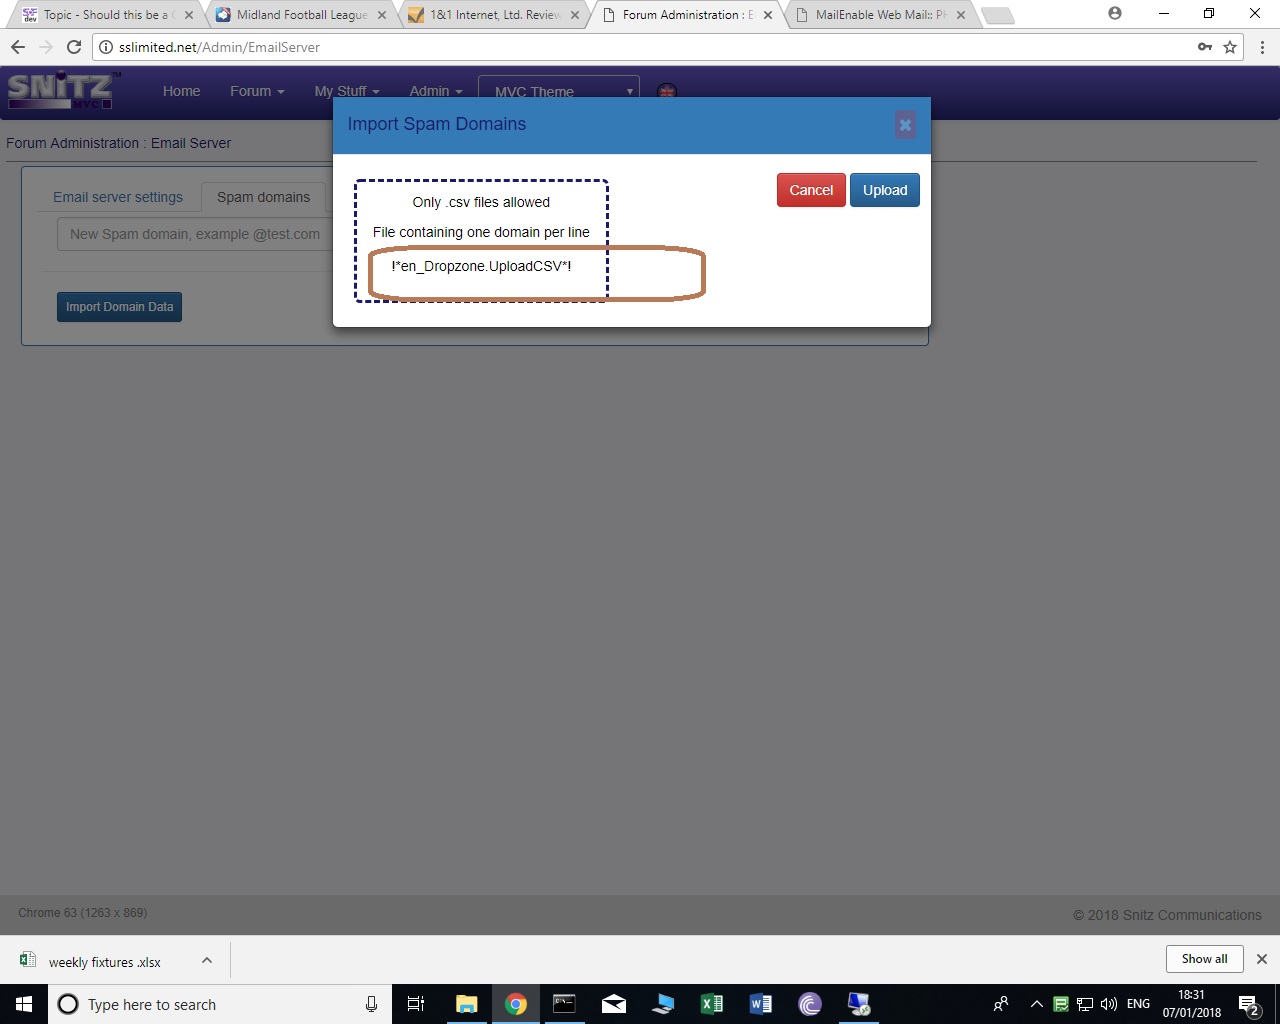 Topic - Should this be a
Midland Football League
1&1 Internet, Ltd. Review
Forum Administration : E
MailEnable Web Mail:: P
sslimited.net/Admin/EmailServer
SNiTZ™
MVC
Home
Forum
My Stuff
Admin
MVC Theme
Import Spam Domains
Forum Administration : Email Server
Cancel
Upload
Email server settings
Spam domains
Only .csv files allowed
New Spam domain, example @test.com
File containing one domain per line
!*en_Dropzone.UploadCSV*!
Import Domain Data
Chrome 63 (1263 x 869)
© 2018 Snitz Communications
weekly fixtures .xlsx
Show all
Type here to search
ENG
18:31
07/01/2018
2